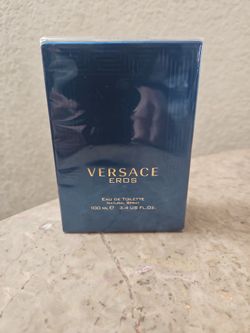 VERSACE
EROS
EAU DE TOILETTE
NATURAL SPRAY
100 ML ℮ 3.4 US FL.OZ.